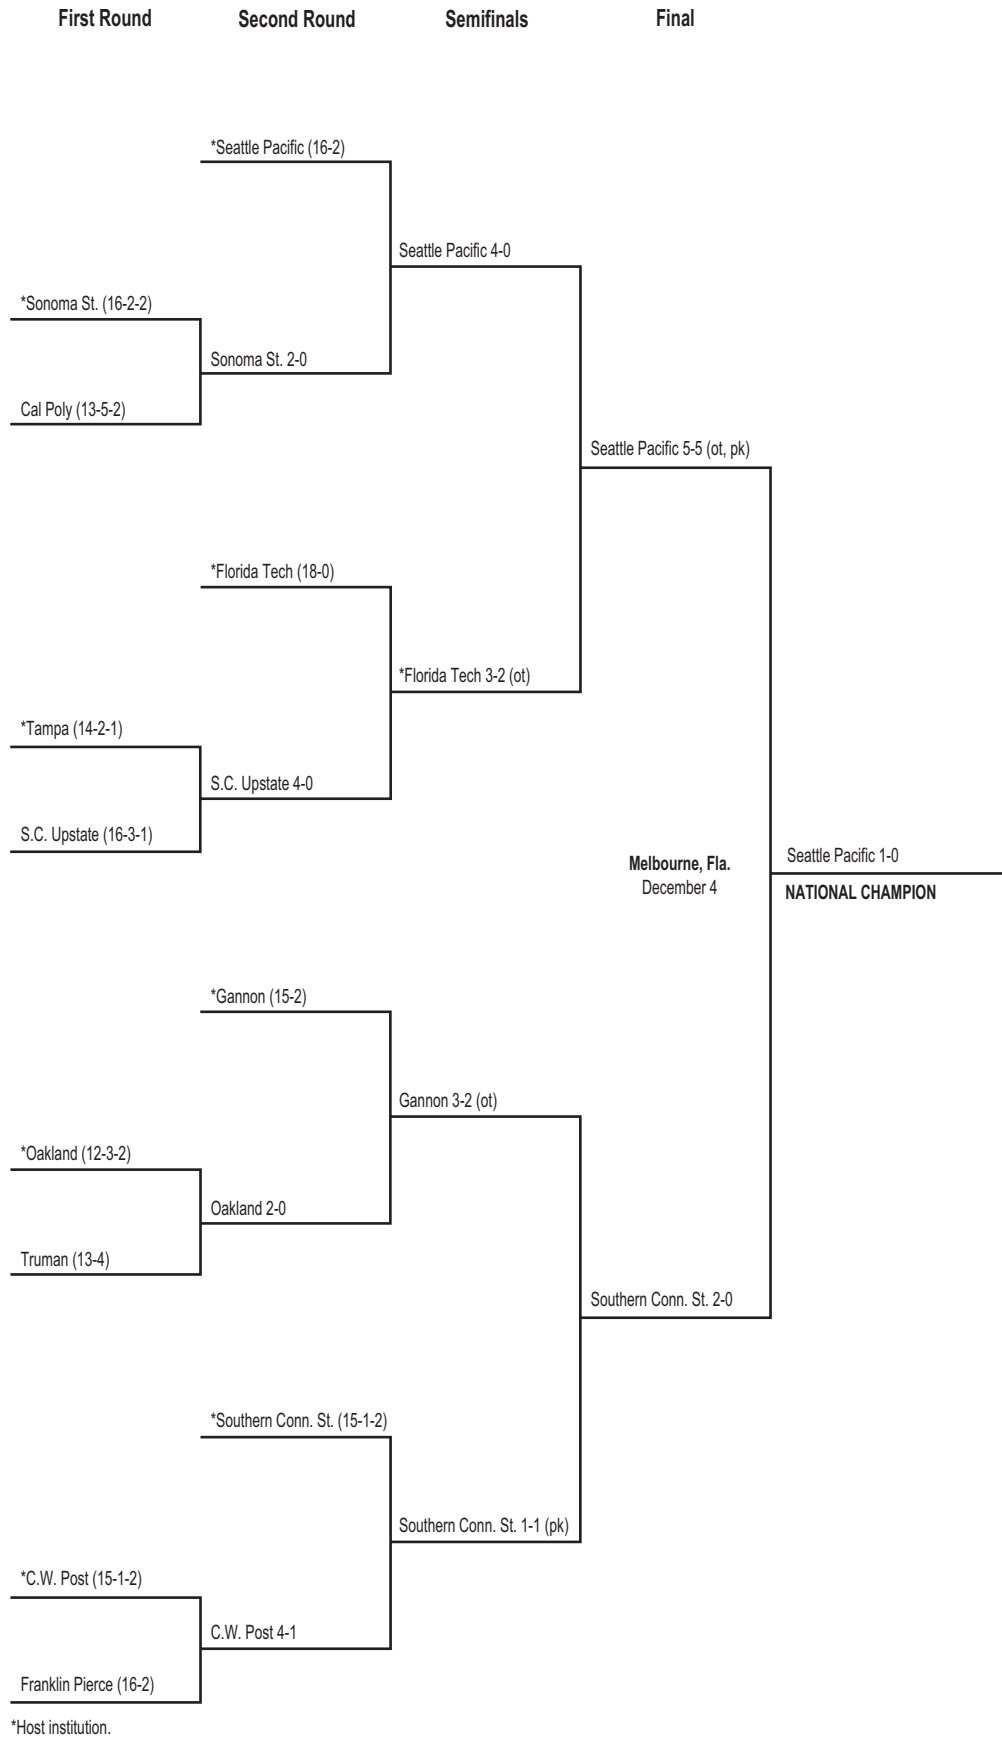 First Round
Second Round
Semifinals
Final
*Seattle Pacific (16-2)
Seattle Pacific 4-0
*Sonoma St. (16-2-2)
Sonoma St. 2-0
Cal Poly (13-5-2)
Seattle Pacific 5-5 (ot, pk)
*Florida Tech (18-0)
*Florida Tech 3-2 (ot)
*Tampa (14-2-1)
S.C. Upstate 4-0
S.C. Upstate (16-3-1)
Melbourne, Fla.
December 4
Seattle Pacific 1-0
NATIONAL CHAMPION
*Gannon (15-2)
Gannon 3-2 (ot)
*Oakland (12-3-2)
Oakland 2-0
Truman (13-4)
Southern Conn. St. 2-0
*Southern Conn. St. (15-1-2)
Southern Conn. St. 1-1 (pk)
*C.W. Post (15-1-2)
C.W. Post 4-1
Franklin Pierce (16-2)
*Host institution.